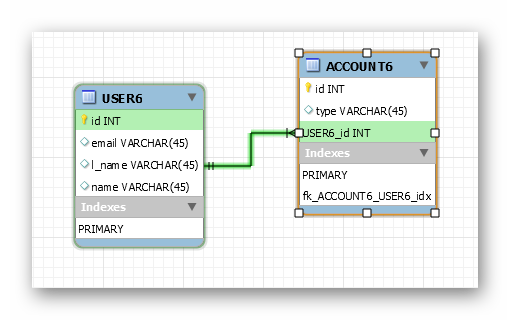 USER6
id INT
email VARCHAR(45)
l_name VARCHAR(45)
name VARCHAR(45)
Indexes
PRIMARY
ACCOUNT6
id INT
type VARCHAR(45)
USER6_id INT
Indexes
PRIMARY
fk_ACCOUNT6_USER6_idx